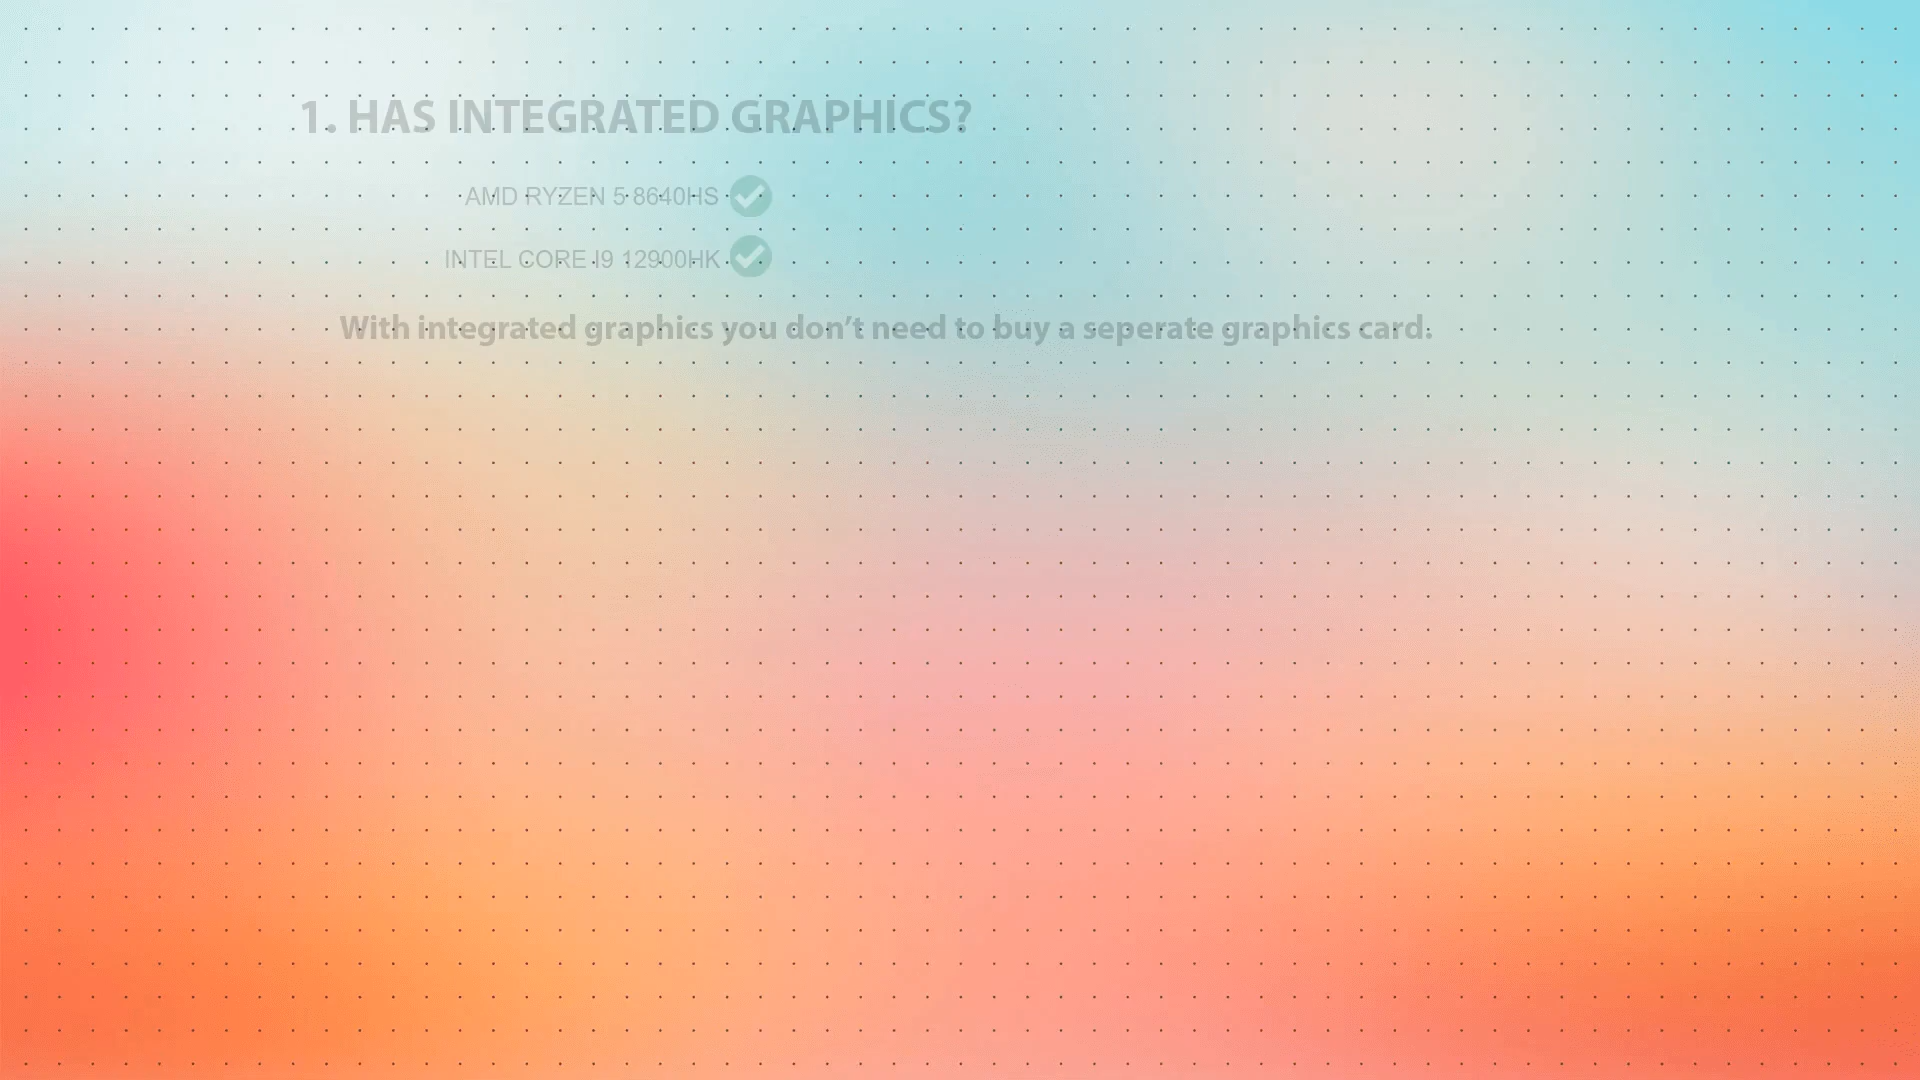 1. HAS INTEGRATED GRAPHICS?
AMD RYZEN 5 8640HS
INTEL CORE I9 12900HK
With integrated graphics you don’t need to buy a seperate graphics card.